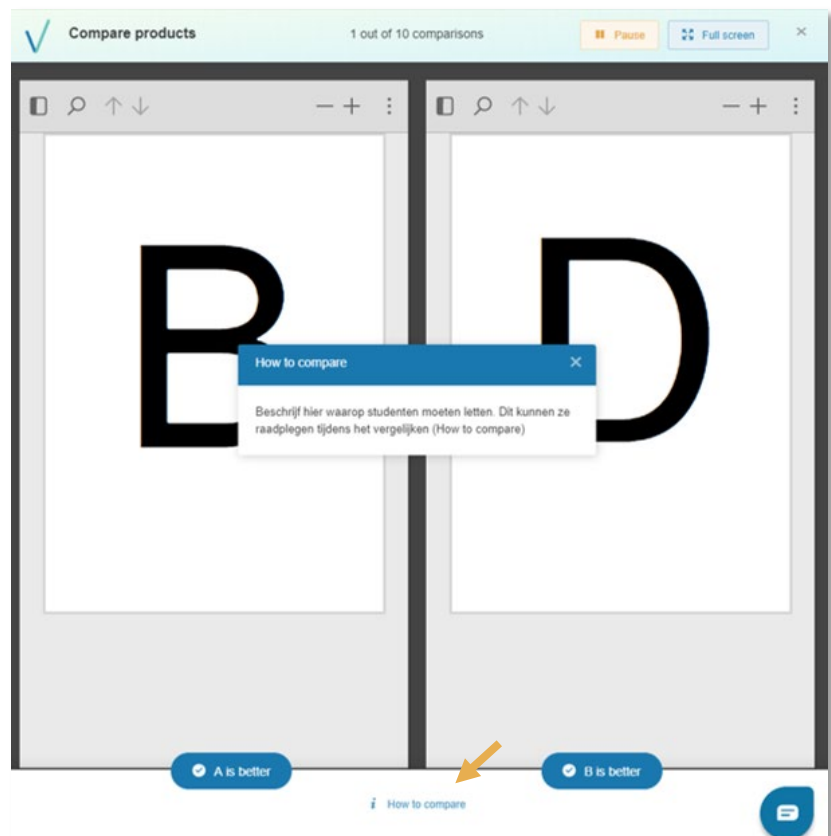 Compare products
1 out of 10 comparisons
Pause
Full screen
B
D
How to compare
Beschrijf hier waarop studenten moeten letten. Dit kunnen ze
raadplegen tijdens het vergelijken (How to compare)
A is better
B is better
i How to compare